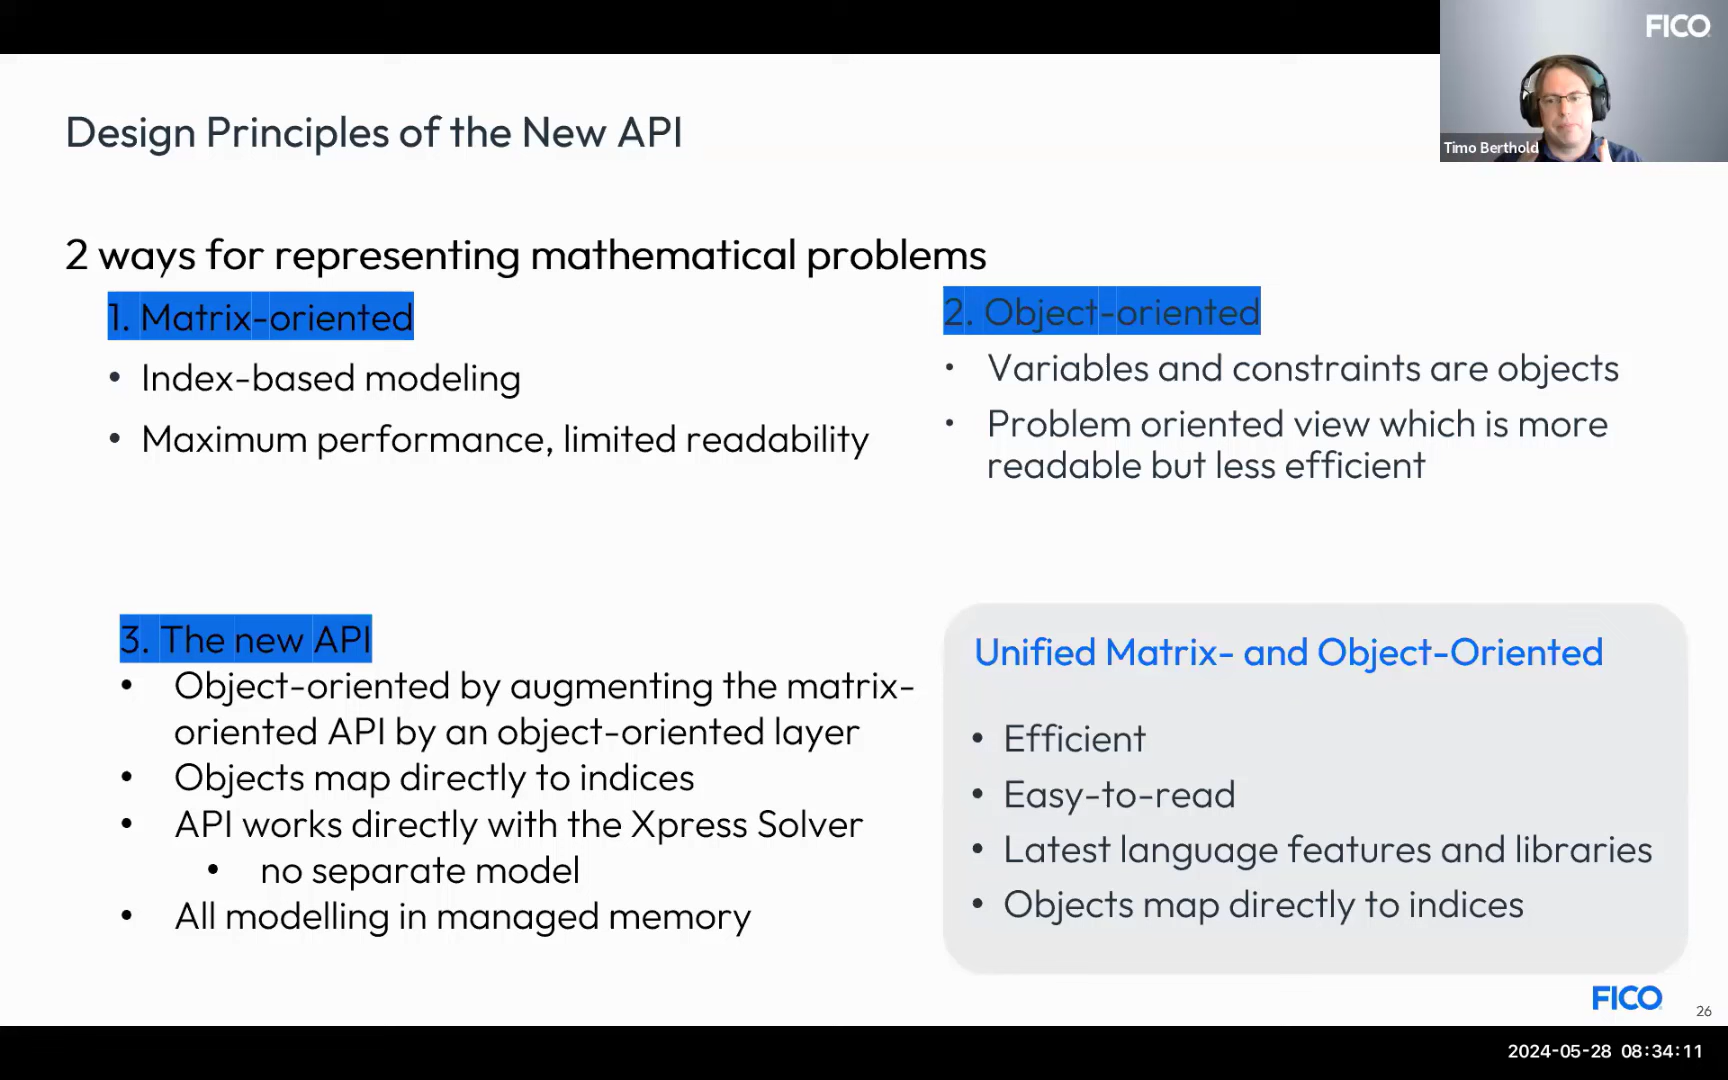 FICO
Timo Berthold
Design Principles of the New API
2 ways for representing mathematical problems
1. Matrix-oriented
• Index-based modeling
• Maximum performance, limited readability
2. Object-oriented
• Variables and constraints are objects
• Problem oriented view which is more
readable but less efficient
3. The new API
• Object-oriented by augmenting the matrix-
oriented API by an object-oriented layer
• Objects map directly to indices
• API works directly with the Xpress Solver
• no separate model
• All modelling in managed memory
Unified Matrix- and Object-Oriented
• Efficient
• Easy-to-read
• Latest language features and libraries
• Objects map directly to indices
FICO
26
2024-05-28 08:34:11